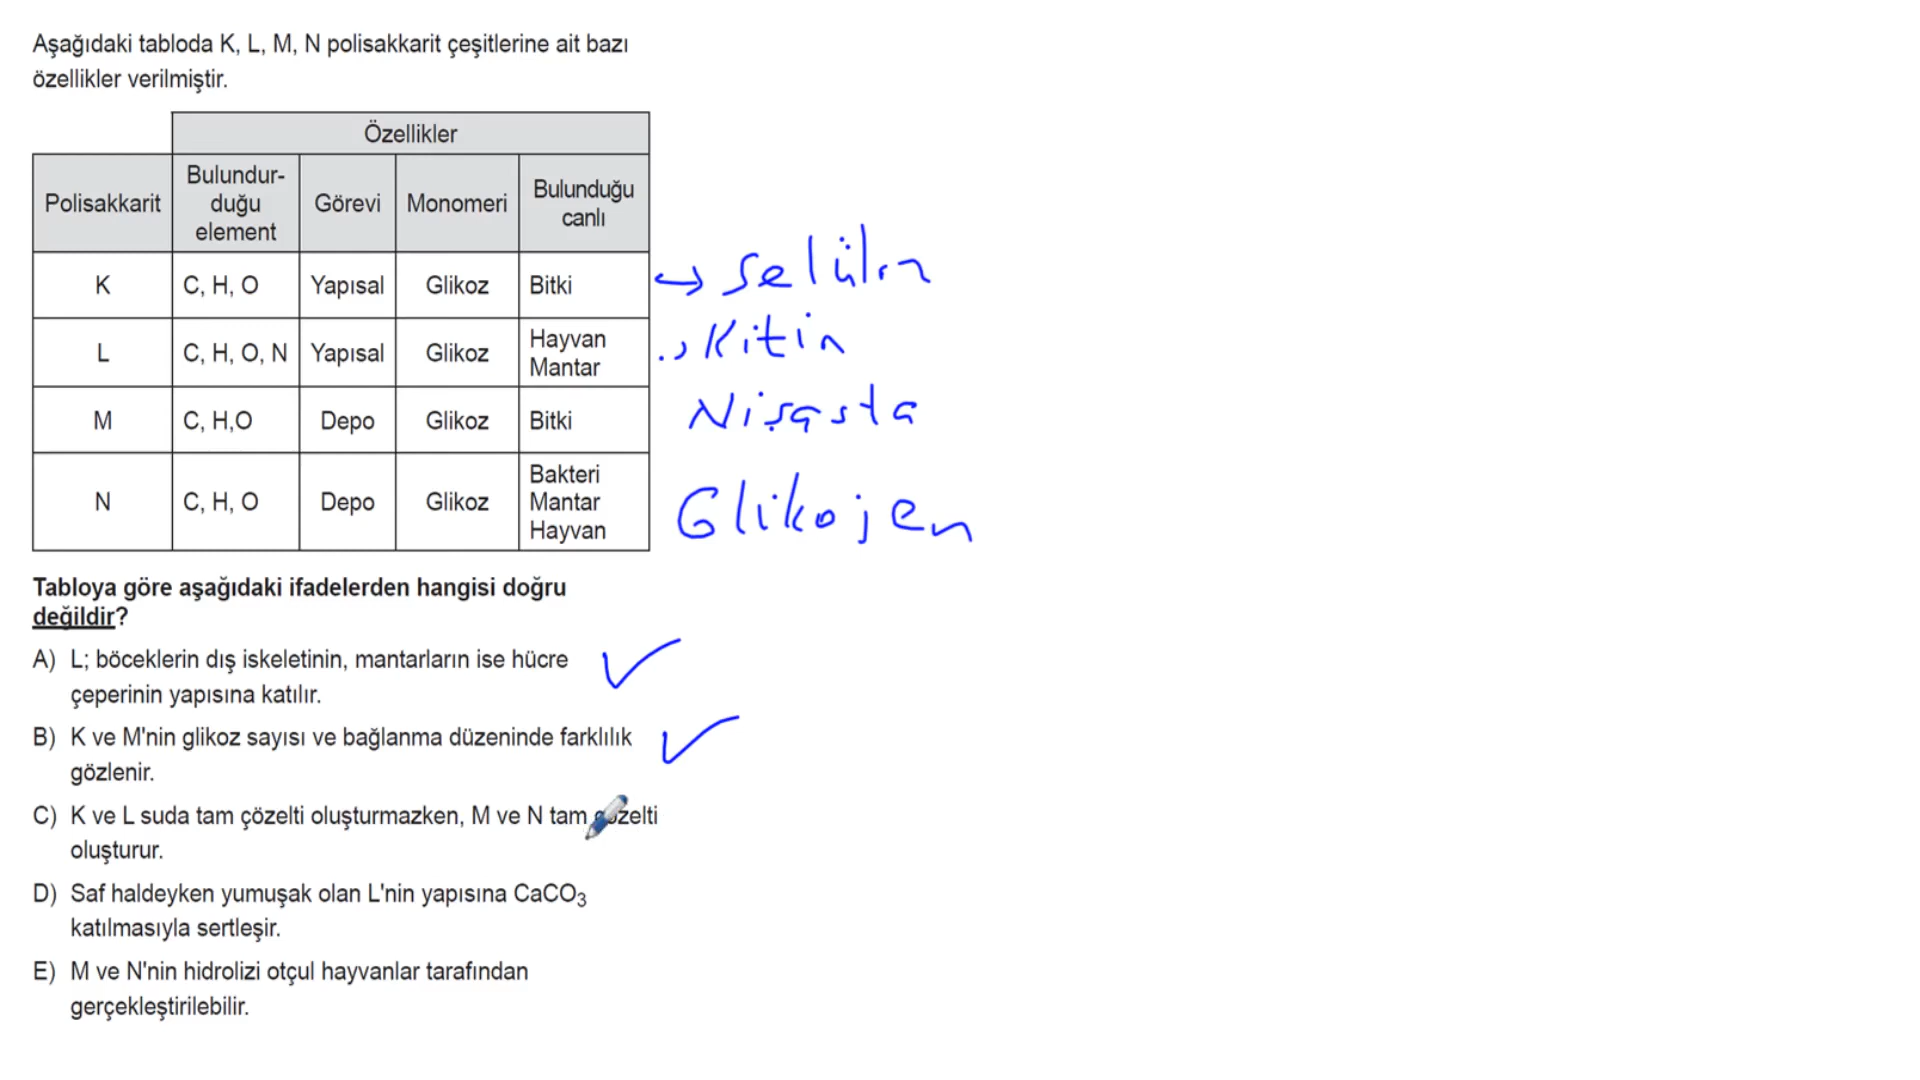 Aşağıdaki tabloda K, L, M, N polisakkarit çeşitlerine ait bazı
özellikler verilmiştir.
Özellikler
Polisakkarit
Bulundur-
duğu
element
Görevi
Monomeri
Bulunduğu
canlı
K
C, H, O
Yapısal
Glikoz
Bitki
L
C, H, O, N
Yapısal
Glikoz
Hayvan
Mantar
M
C, H,O
Depo
Glikoz
Bitki
N
C, H, O
Depo
Glikoz
Bakteri
Mantar
Hayvan
Kitin
Nişasta
Glikojen
Tabloya göre aşağıdaki ifadelerden hangisi doğru
değildir?
A) L; böceklerin dış iskeletinin, mantarların ise hücre
çeperinin yapısına katılır.
B) K ve M'nin glikoz sayısı ve bağlanma düzeninde farklılık
gözlenir.
C) K ve L suda tam çözelti oluşturmazken, M ve N tam çözelti
oluşturur.
D) Saf haldeyken yumuşak olan L'nin yapısına CaCO₃
katılmasıyla sertleşir.
E) M ve N'nin hidrolizi otçul hayvanlar tarafından
gerçekleştirilebilir.